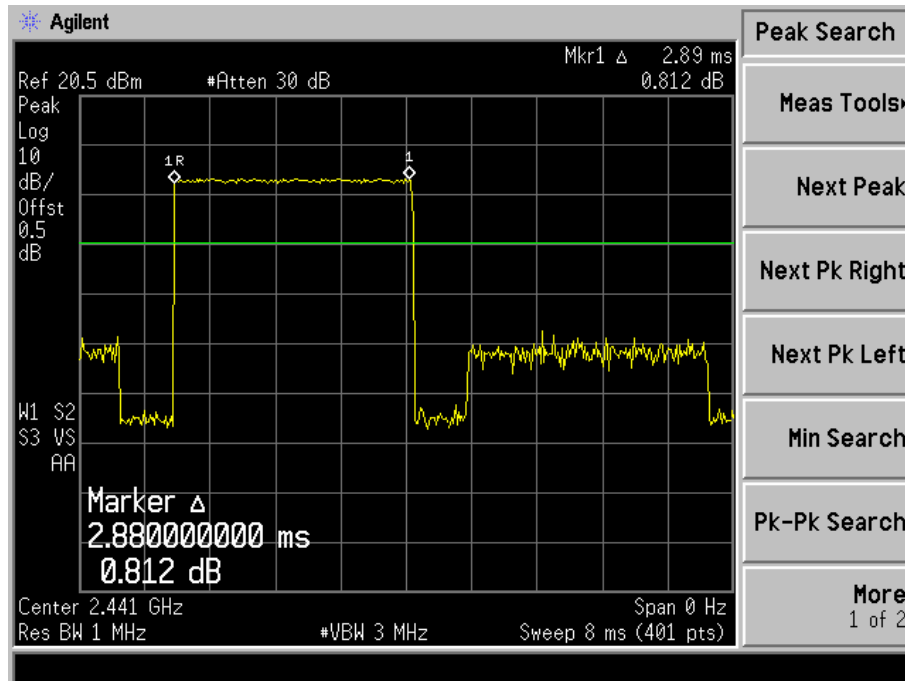 Agilent
Peak Search
Mkr1 Δ 2.89 ms
Ref 20.5 dBm #Atten 30 dB 0.812 dB
Peak
Log
10
dB/
Offst
0.5
dB
1R
1
W1 S2
S3 VS
AA
Marker Δ
2.880000000 ms
0.812 dB
Center 2.441 GHz Span 0 Hz
Res BW 1 MHz #VBW 3 MHz Sweep 8 ms (401 pts)
Meas Tools
Next Peak
Next Pk Right
Next Pk Left
Min Search
Pk-Pk Search
More
1 of 2